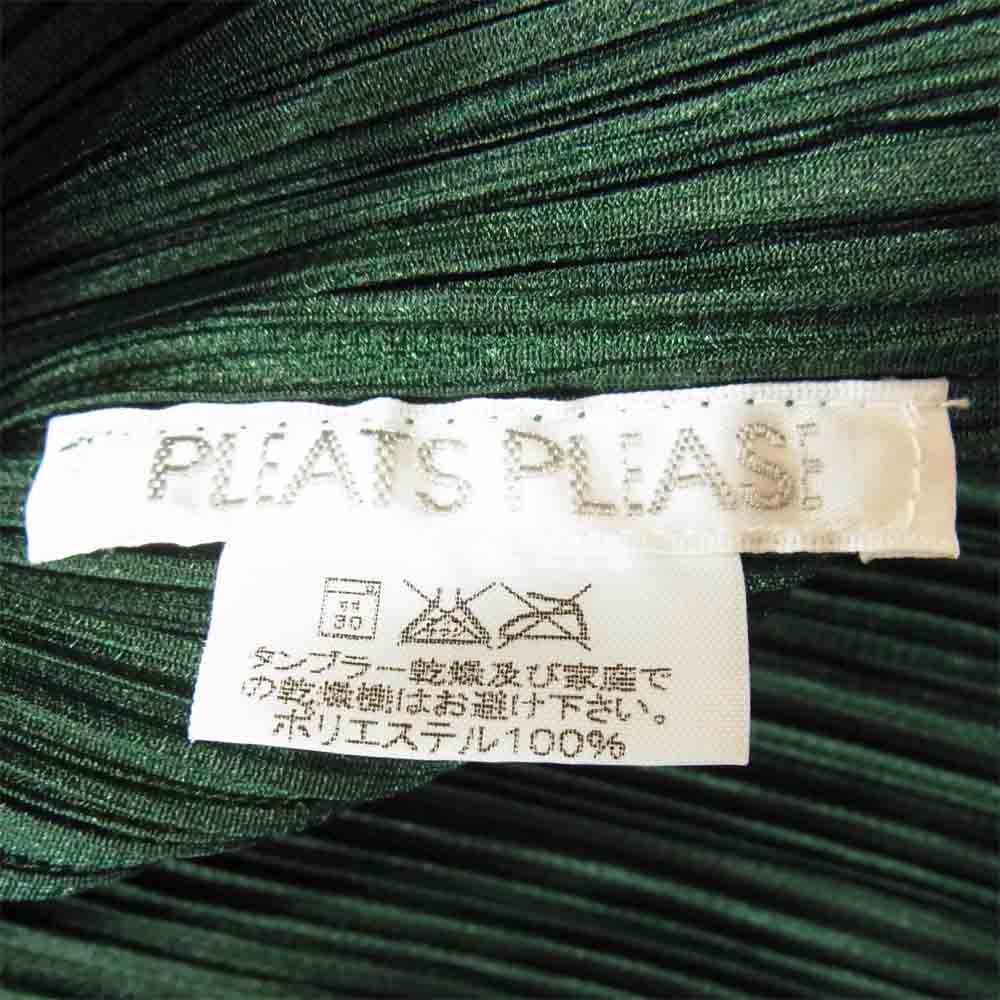 PLEATS PLEASE
30
タンブラー乾燥及び家庭で
の乾燥機はお避け下さい。
ポリエステル100%